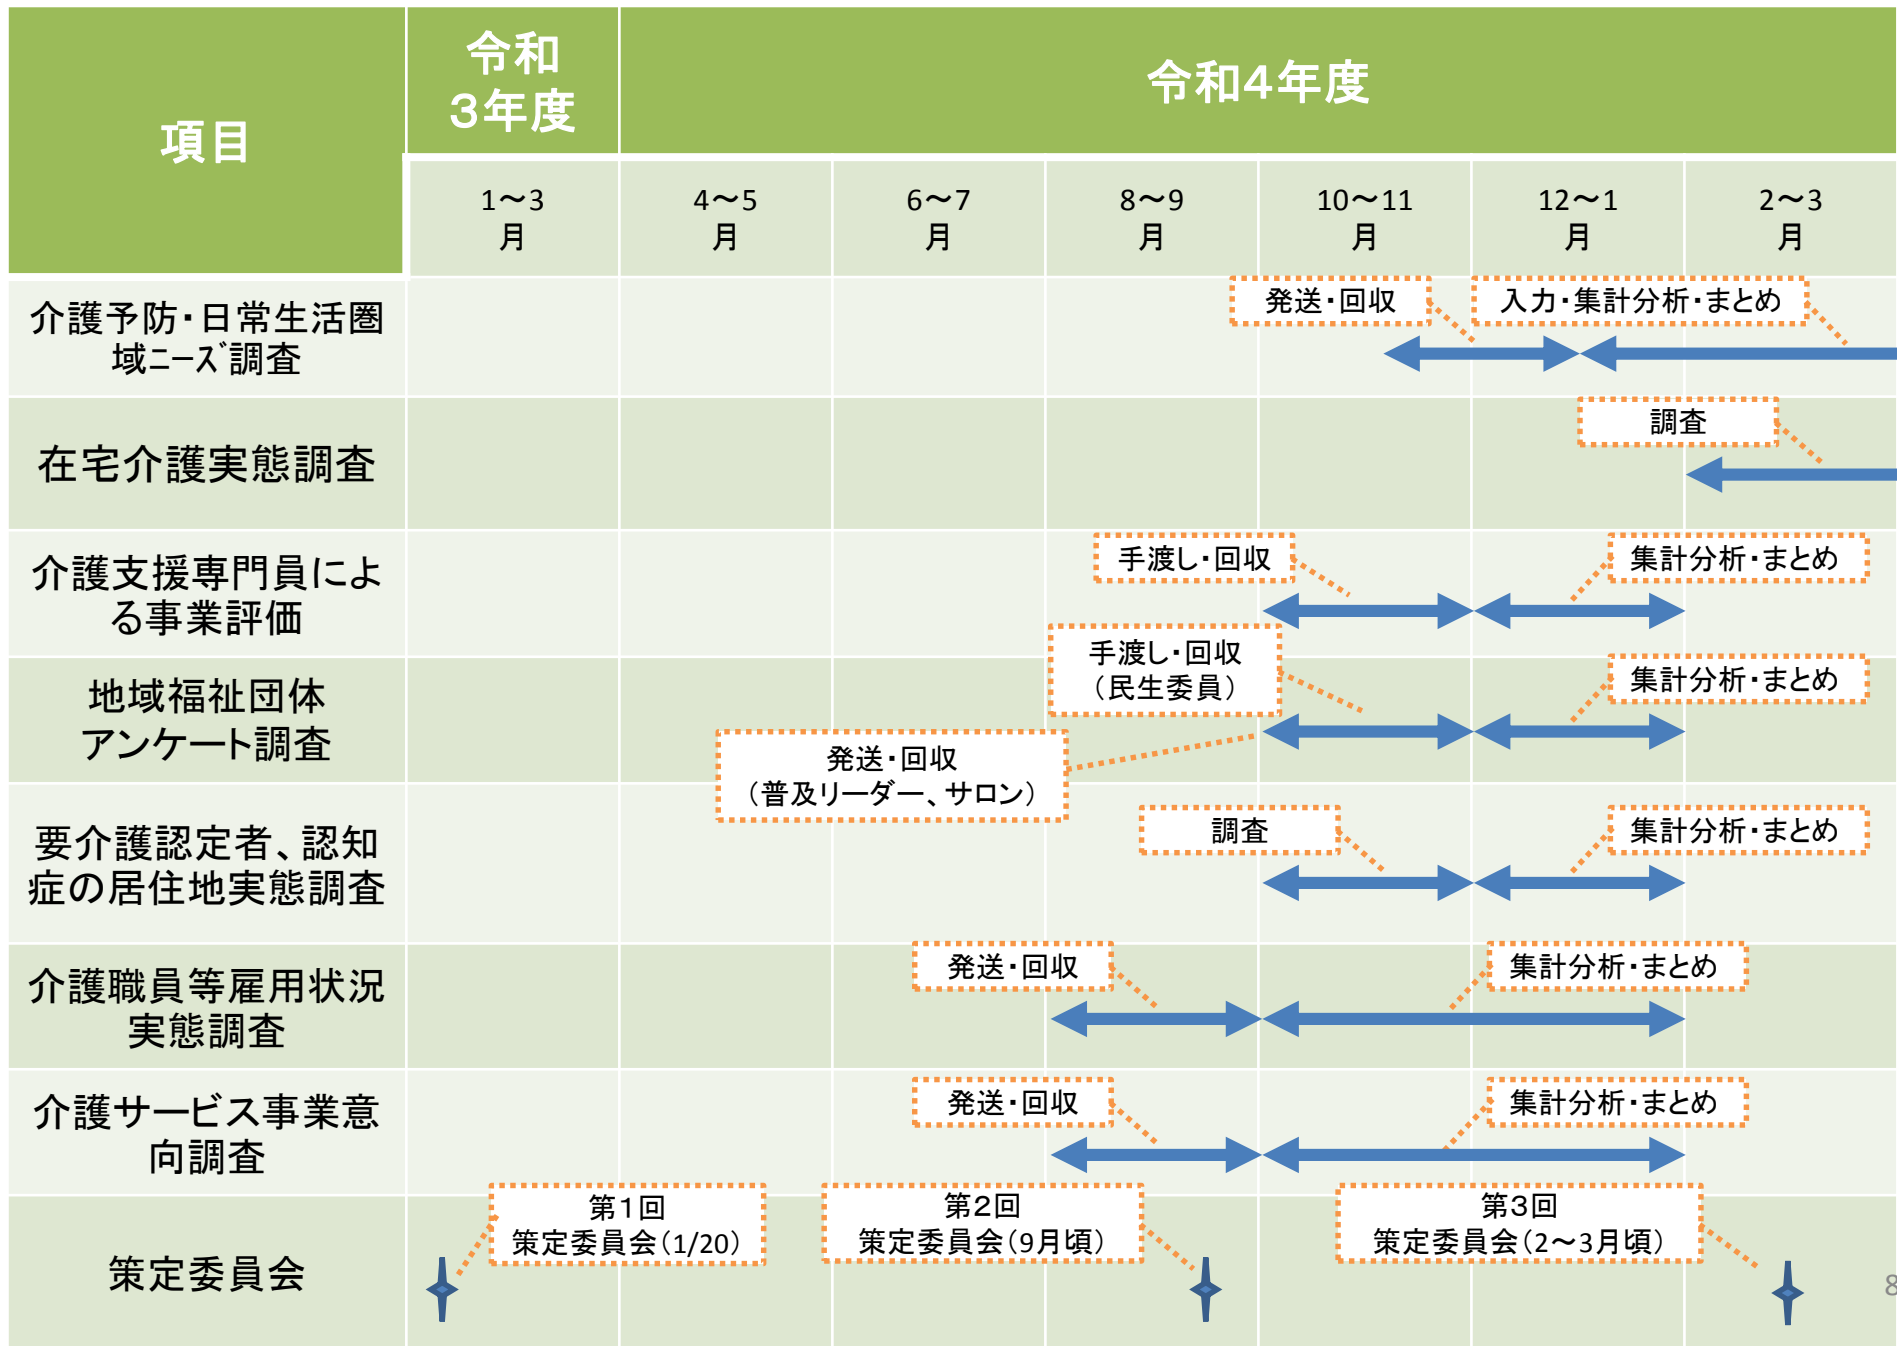 項目
令和
3年度
令和4年度
1～3
月
4～5
月
6～7
月
8～9
月
10～11
月
12～1
月
2～3
月
介護予防・日常生活圏
域ﾆｰｽﾞ調査
発送・回収
入力・集計分析・まとめ
在宅介護実態調査
調査
介護支援専門員によ
る事業評価
手渡し・回収
集計分析・まとめ
地域福祉団体
アンケート調査
手渡し・回収
（民生委員）
発送・回収
（普及リーダー、サロン）
集計分析・まとめ
要介護認定者、認知
症の居住地実態調査
調査
集計分析・まとめ
介護職員等雇用状況
実態調査
発送・回収
集計分析・まとめ
介護サービス事業意
向調査
発送・回収
集計分析・まとめ
策定委員会
第1回
策定委員会（1/20）
第2回
策定委員会（9月頃）
第3回
策定委員会（2～3月頃）
8